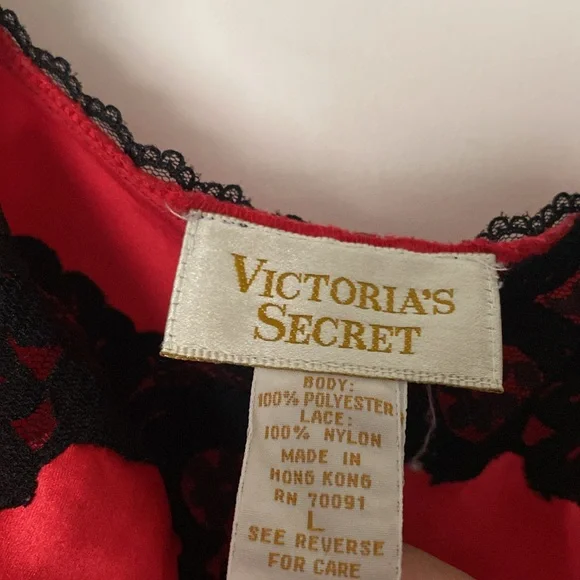 VICTORIA'S
SECRET
BODY:
100% POLYESTER
LACE:
100% NYLON
MADE IN
HONG KONG
RN 70091
L
SEE REVERSE
FOR CARE